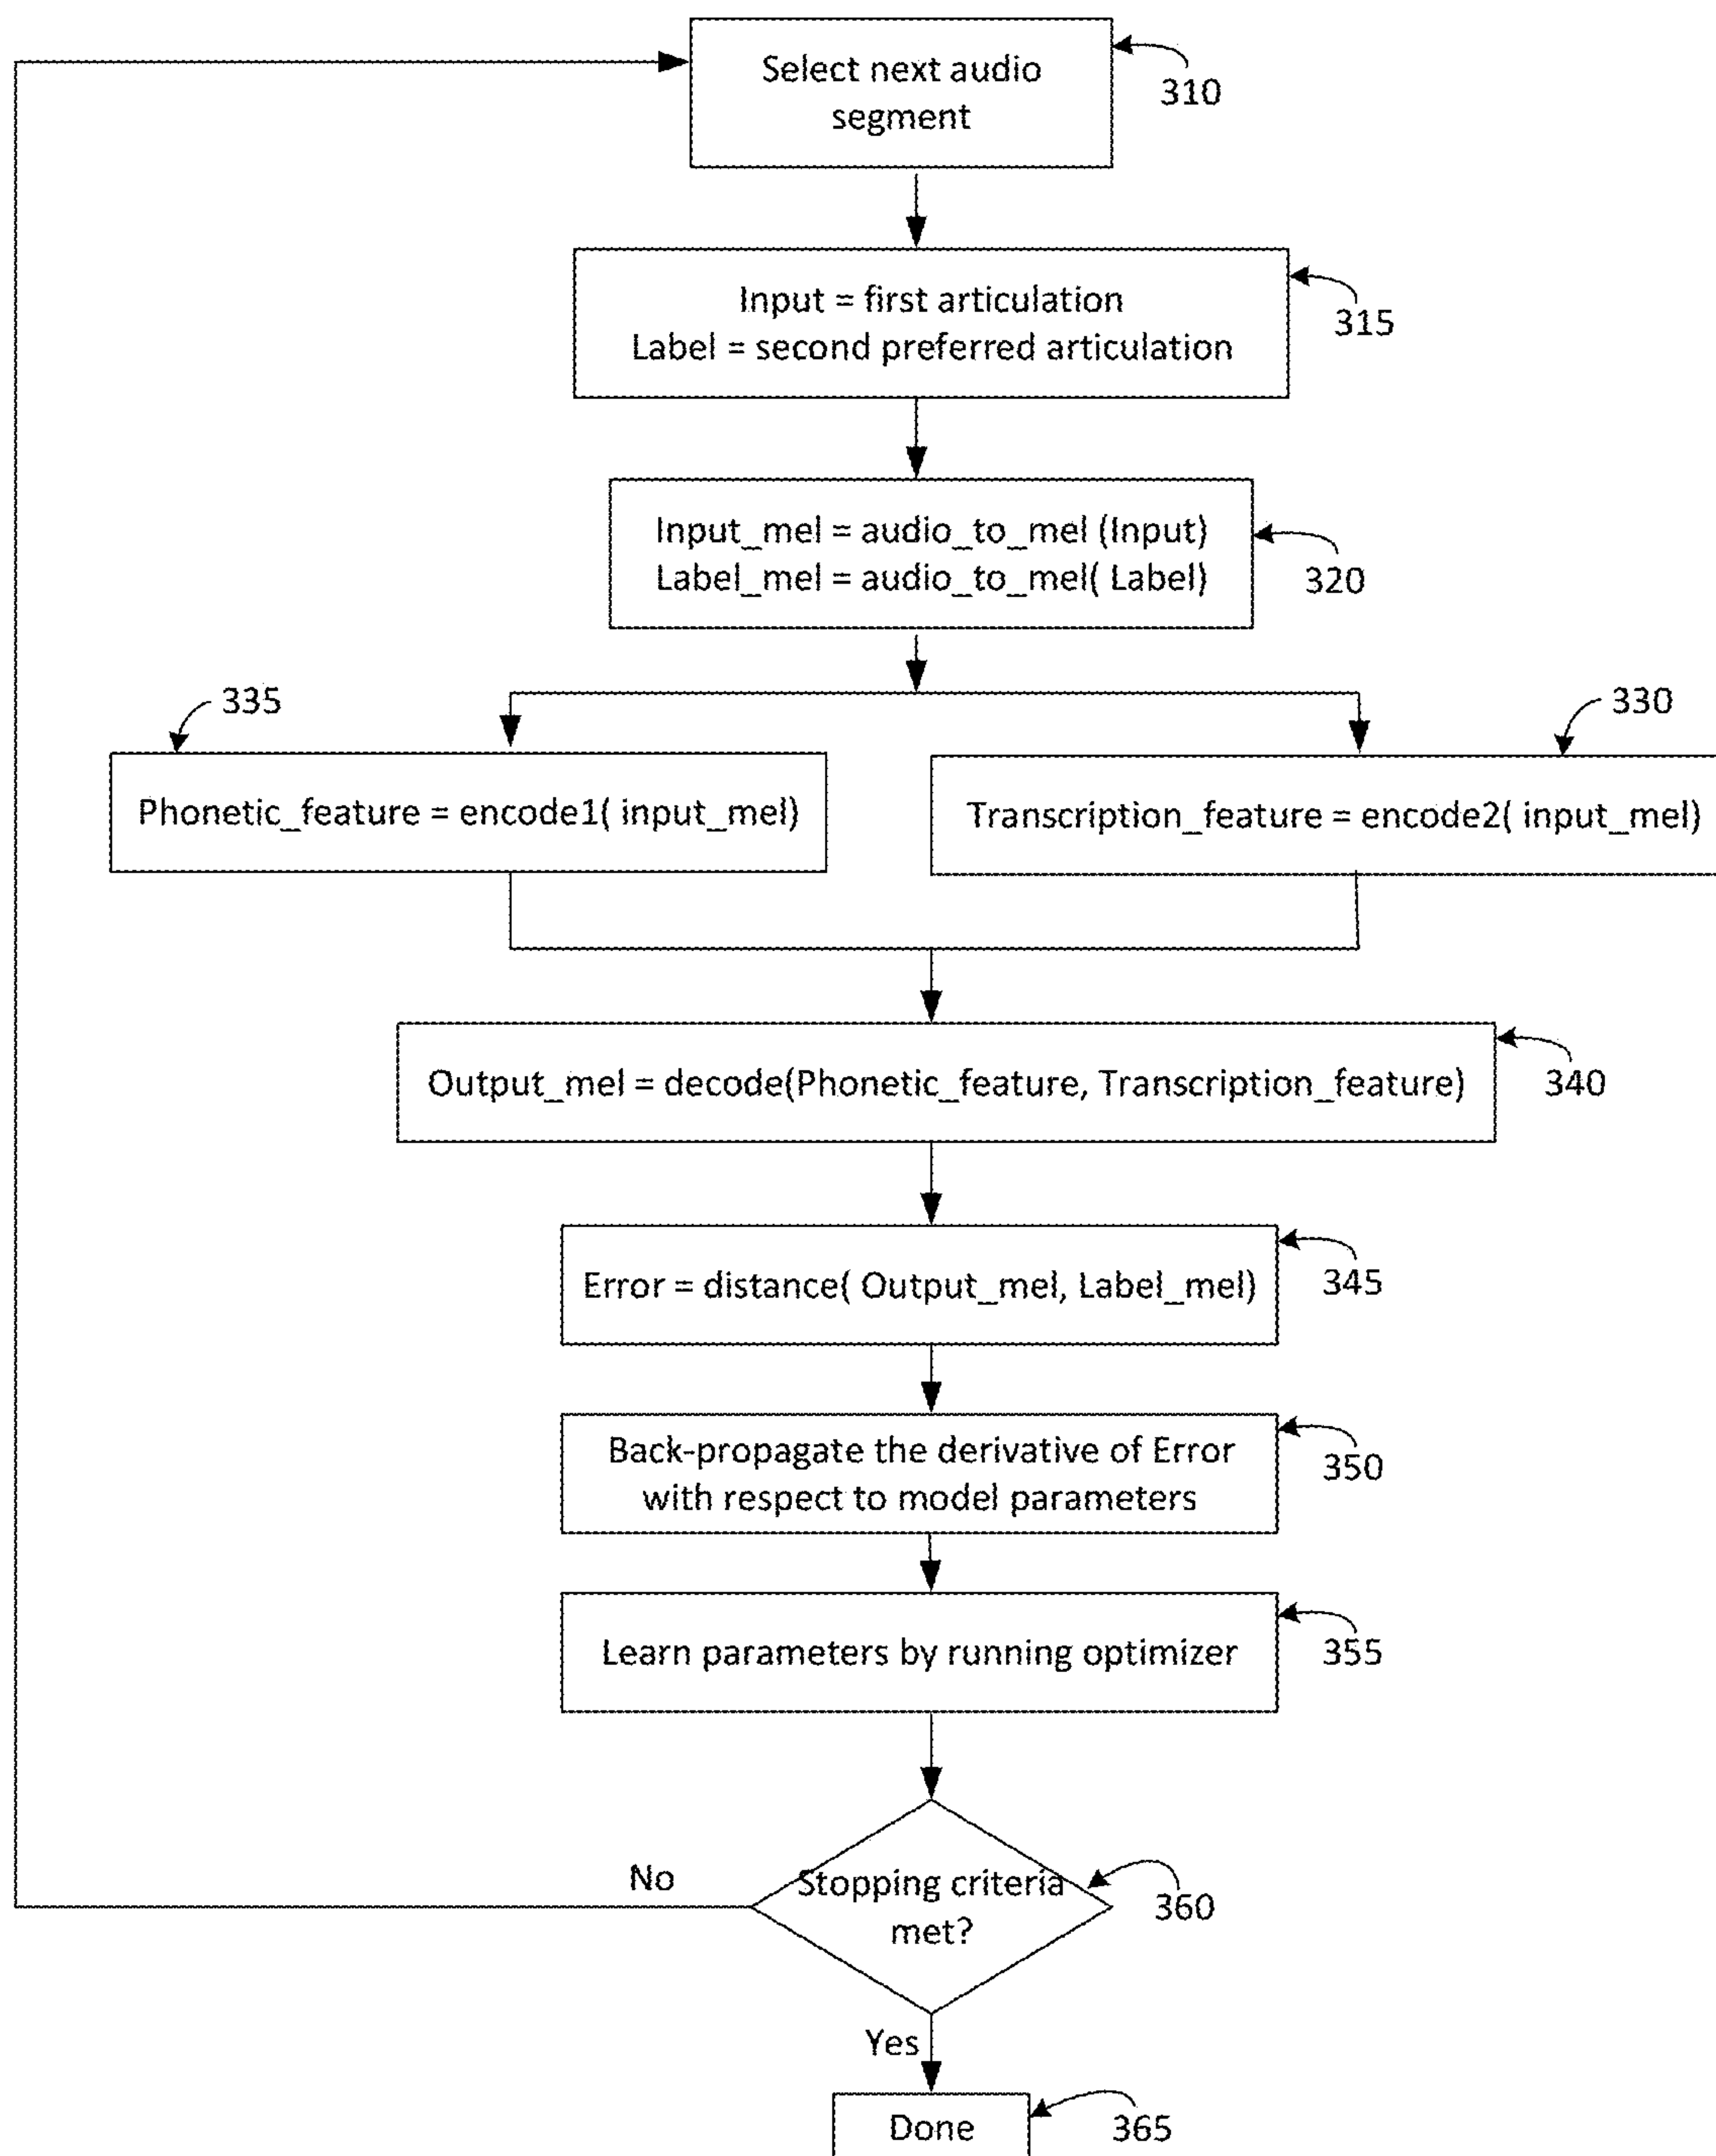 Select next audio
segment
310
Input = first articulation
Label = second preferred articulation
315
Input_mel = audio_to_mel (Input)
Label_mel = audio_to_mel( Label)
320
335
330
Phonetic_feature = encode1( input_mel)
Transcription_feature = encode2( input_mel)
Output_mel = decode(Phonetic_feature, Transcription_feature)
340
Error = distance( Output_mel, Label_mel)
345
Back-propagate the derivative of Error
with respect to model parameters
350
Learn parameters by running optimizer
355
No
Stopping criteria
met?
360
Yes
Done
365